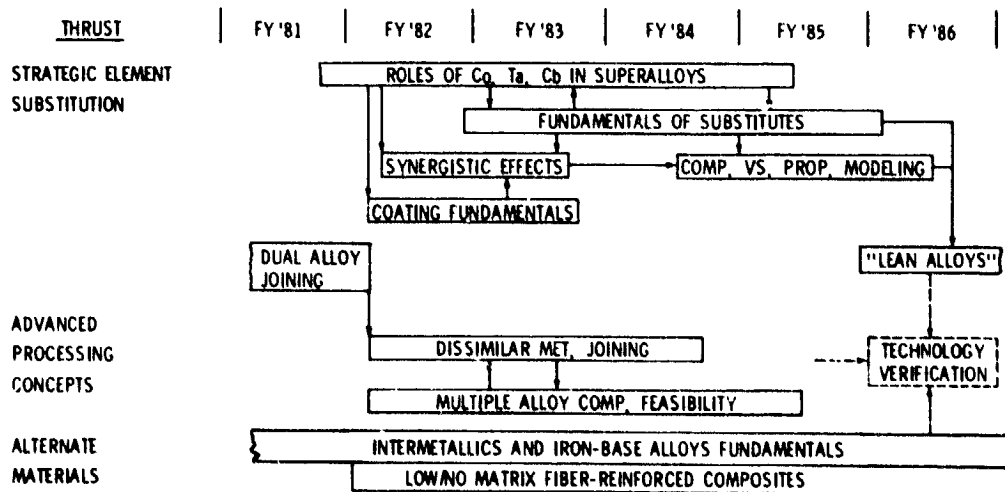 THRUST FY '81 FY '82 FY '83 FY '84 FY '85 FY '86
STRATEGIC ELEMENT
SUBSTITUTION
ROLES OF Co, Ta, Cb IN SUPERALLOYS
FUNDAMENTALS OF SUBSTITUTES
SYNERGISTIC EFFECTS
COMP. VS. PROP. MODELING
COATING FUNDAMENTALS
DUAL ALLOY
JOINING
"LEAN ALLOYS"
ADVANCED
PROCESSING
CONCEPTS
DISSIMILAR MET. JOINING
TECHNOLOGY
VERIFICATION
MULTIPLE ALLOY COMP. FEASIBILITY
ALTERNATE
MATERIALS
INTERMETALLICS AND IRON-BASE ALLOYS FUNDAMENTALS
LOW/NO MATRIX FIBER-REINFORCED COMPOSITES